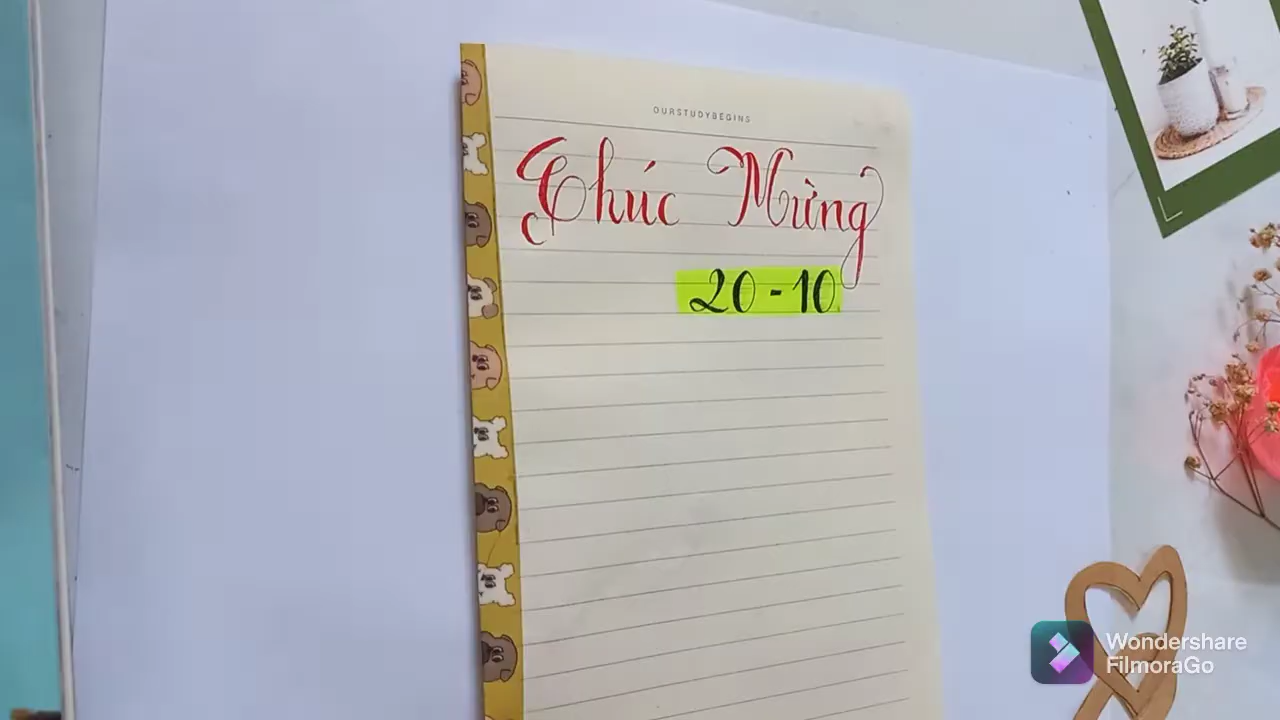 OURSTUDYBEGINS
Chúc Mừng
20 - 10
Wondershare
FilmoraGo